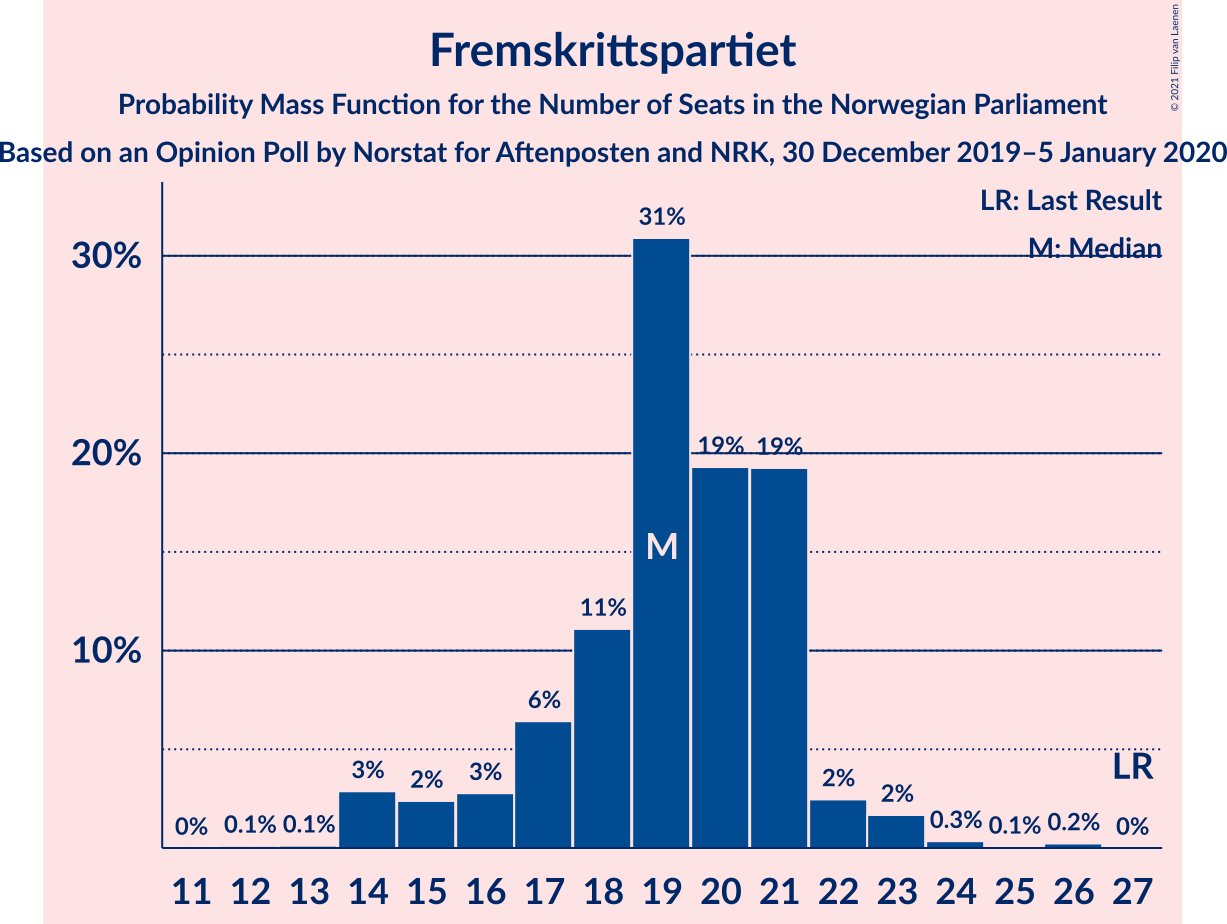 Fremskrittspartiet
Probability Mass Function for the Number of Seats in the Norwegian Parliament
Based on an Opinion Poll by Norstat for Aftenposten and NRK, 30 December 2019–5 January 2020
© 2021 Filip van Laenen
LR: Last Result
M: Median
30%
20%
10%
0% 0.1% 0.1% 3% 2% 3% 6% 11% 31% 19% 19% 2% 2% 0.3% 0.1% 0.2% 0%
M
LR
11 12 13 14 15 16 17 18 19 20 21 22 23 24 25 26 27